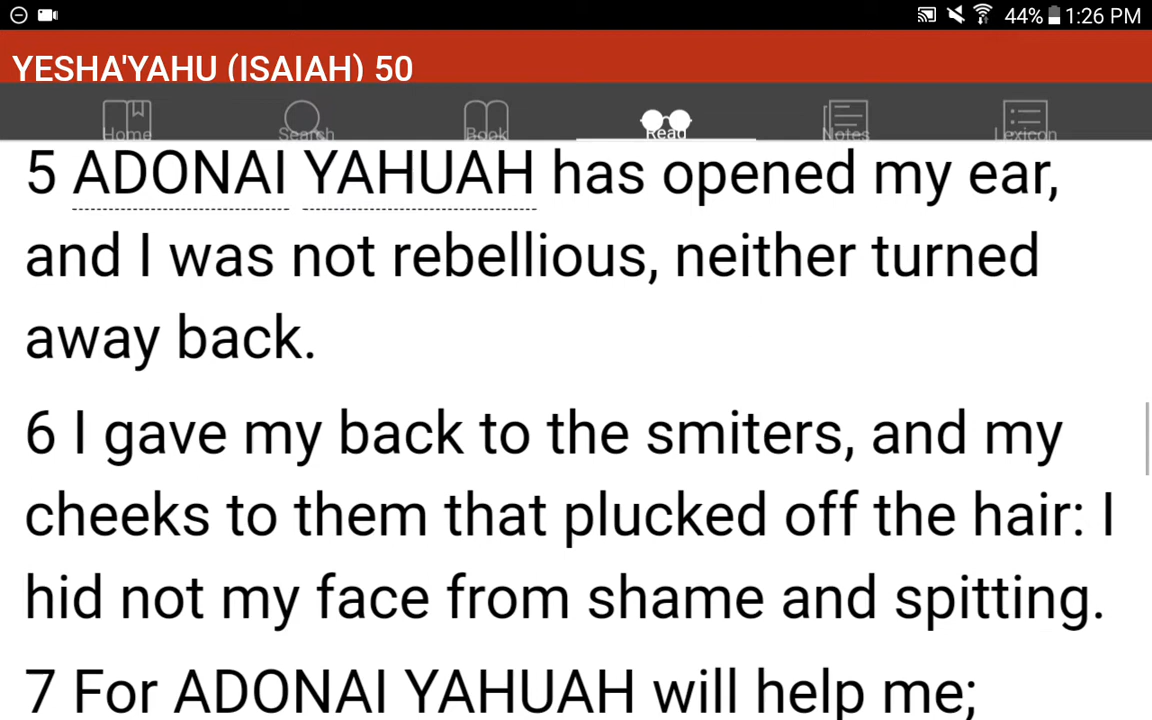 44% 1:26 PM
YESHA'YAHU (ISAIAH) 50
Home Search Book Read Notes Lexicon
5 ADONAI YAHUAH has opened my ear,
and I was not rebellious, neither turned
away back.
6 I gave my back to the smiters, and my
cheeks to them that plucked off the hair: I
hid not my face from shame and spitting.
7 For ADONAI YAHUAH will help me;